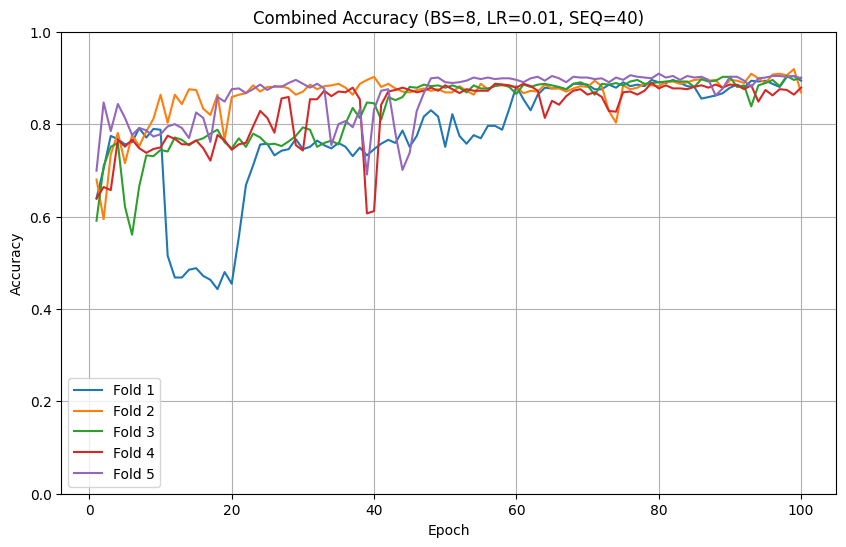 Combined Accuracy (BS=8, LR=0.01, SEQ=40)
1.0
0.8
0.6
0.4
0.2
0.0
Accuracy
Fold 1
Fold 2
Fold 3
Fold 4
Fold 5
0 20 40 60 80 100
Epoch